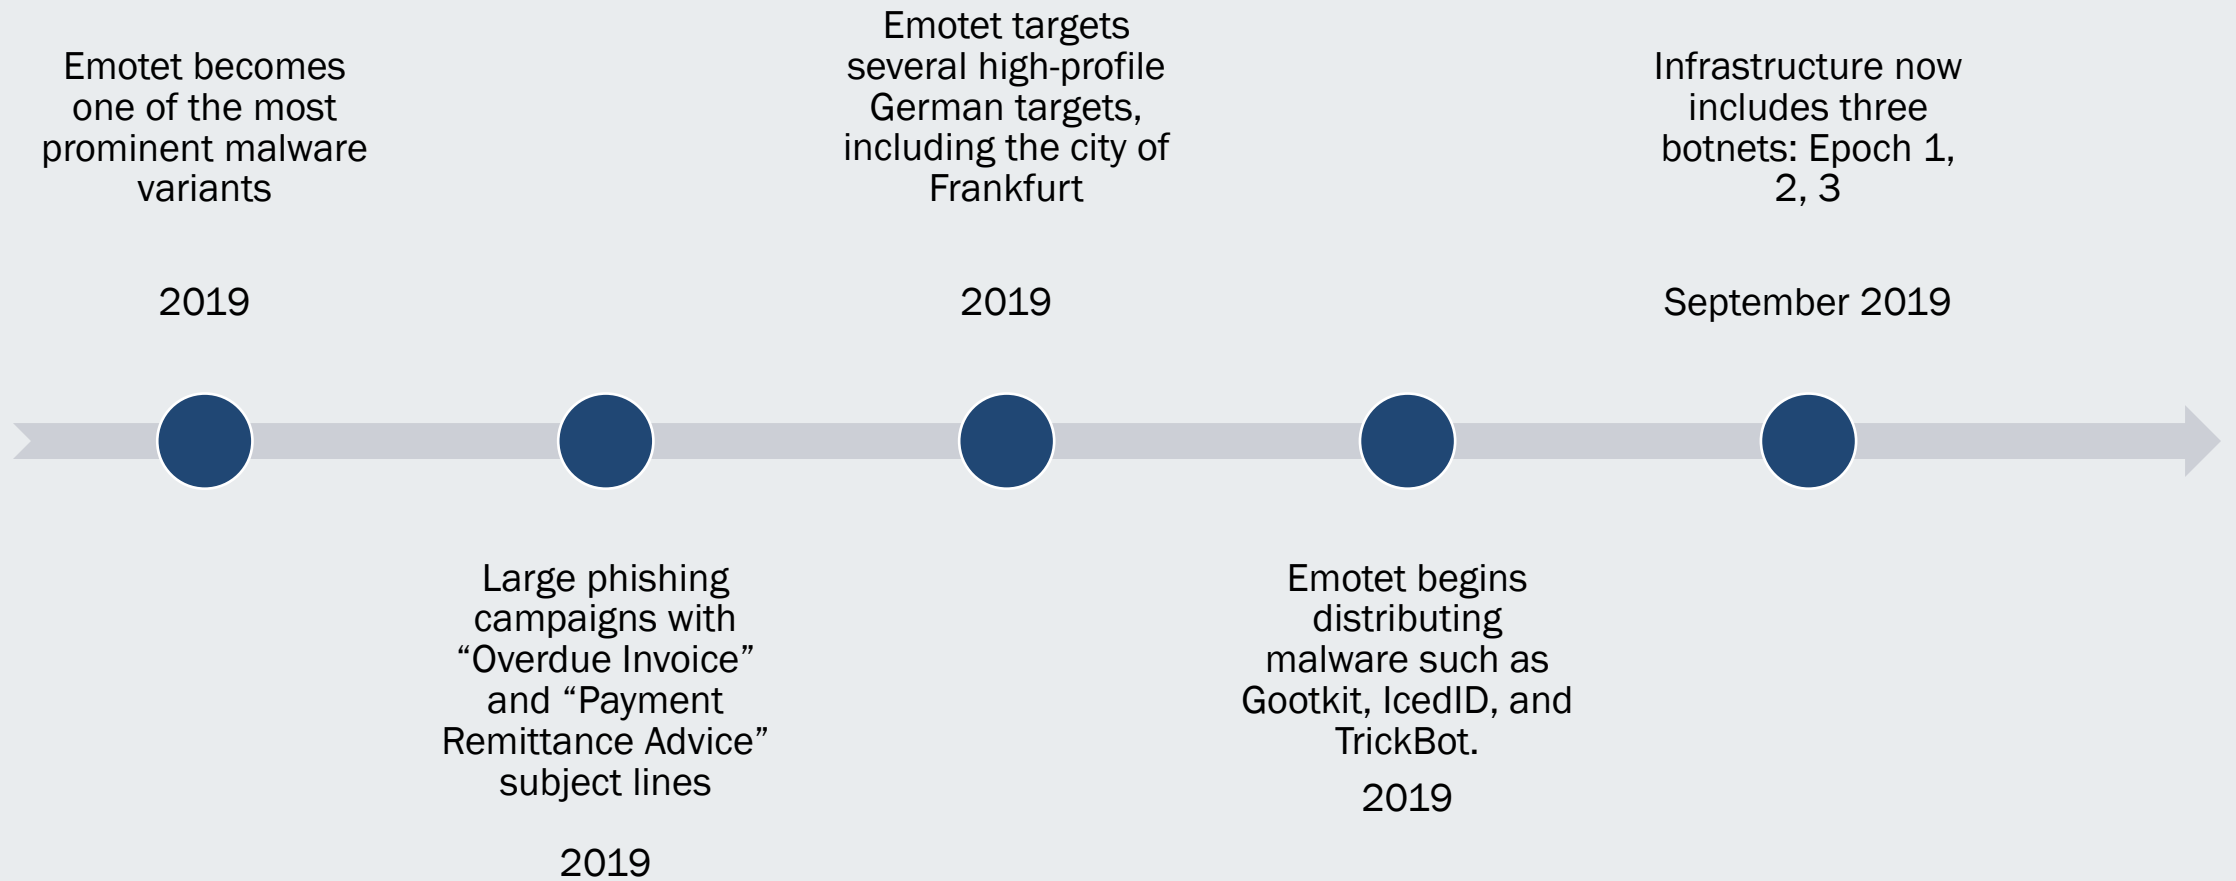 Emotet becomes
one of the most
prominent malware
variants
2019
Large phishing
campaigns with
“Overdue Invoice”
and “Payment
Remittance Advice”
subject lines
2019
Emotet targets
several high-profile
German targets,
including the city of
Frankfurt
2019
Emotet begins
distributing
malware such as
Gootkit, IcedID, and
TrickBot.
2019
Infrastructure now
includes three
botnets: Epoch 1,
2, 3
September 2019